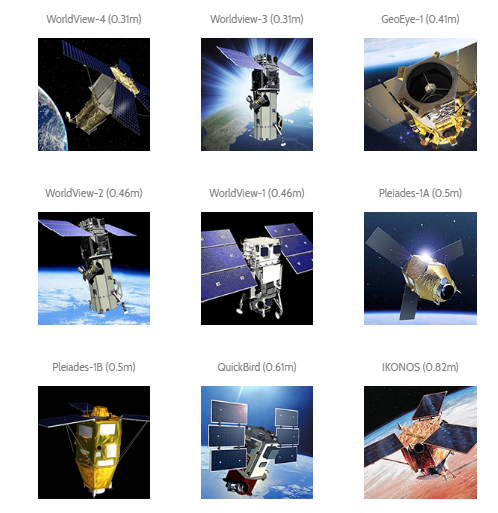 WorldView-4 (0.31m)
Worldview-3 (0.31m)
GeoEye-1 (0.41m)
WorldView-2 (0.46m)
WorldView-1 (0.46m)
Pleiades-1A (0.5m)
Pleiades-1B (0.5m)
QuickBird (0.61m)
IKONOS (0.82m)